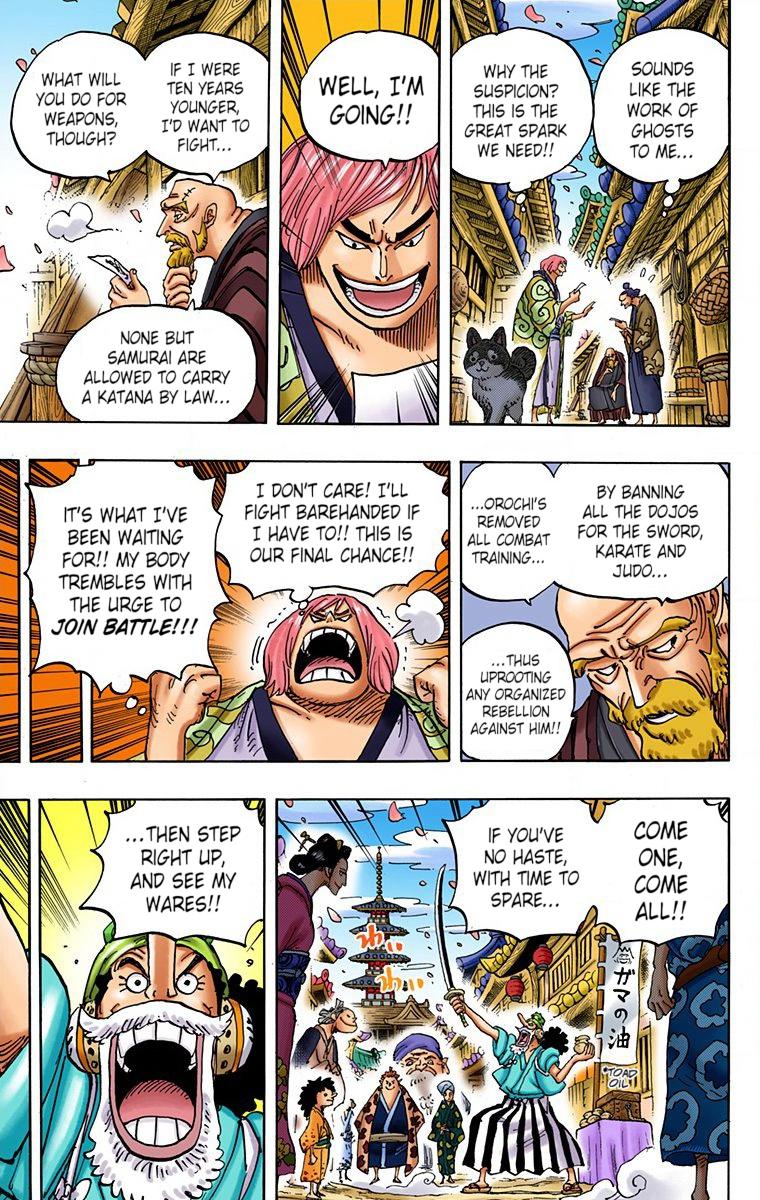 SOUNDS
LIKE THE
WORK OF
GHOSTS
TO ME...
WHY THE
SUSPICION?
THIS IS THE
GREAT SPARK
WE NEED!!
WELL, I'M
GOING!!
IF I WERE
TEN YEARS
YOUNGER,
I'D WANT TO
FIGHT...
WHAT WILL
YOU DO FOR
WEAPONS,
THOUGH?
NONE BUT
SAMURAI ARE
ALLOWED TO CARRY
A KATANA BY LAW...
BY BANNING
ALL THE DOJOS
FOR THE SWORD,
KARATE AND
JUDO...
...OROCHI'S
REMOVED
ALL COMBAT
TRAINING...
...THUS
UPROOTING
ANY ORGANIZED
REBELLION
AGAINST HIM!!
I DON'T CARE! I'LL
FIGHT BAREHANDED IF
I HAVE TO!! THIS IS
OUR FINAL CHANCE!!
IT'S WHAT I'VE
BEEN WAITING
FOR!! MY BODY
TREMBLES WITH
THE URGE TO
JOIN BATTLE!!!
COME
ONE,
COME
ALL!!
IF YOU'VE
NO HASTE,
WITH TIME TO
SPARE...
わいわい
ガマの油
*TOAD
OIL
...THEN STEP
RIGHT UP,
AND SEE MY
WARES!!